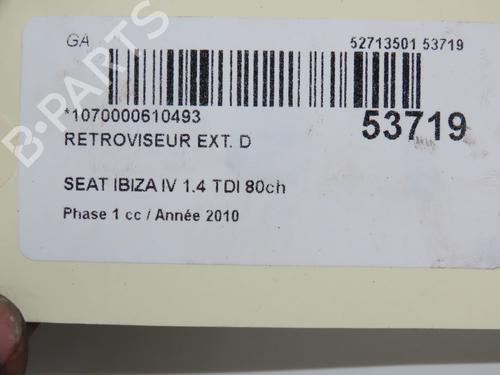 GA
52713501 53719
*1070000610493
53719
RETROVISEUR EXT. D
SEAT IBIZA IV 1.4 TDI 80ch
Phase 1 cc / Année 2010
B-PARTS